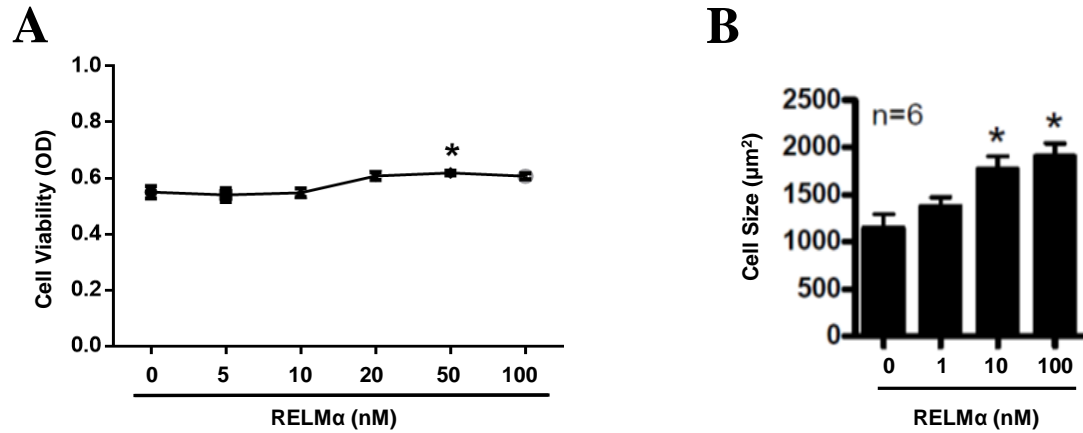 A
1.0
0.8
0.6
0.4
0.2
0.0
Cell Viability (OD)
*
0 5 10 20 50 100
RELMα (nM)
B
2500
2000
1500
1000
500
0
Cell Size (μm²)
n=6
* *
0 1 10 100
RELMα (nM)